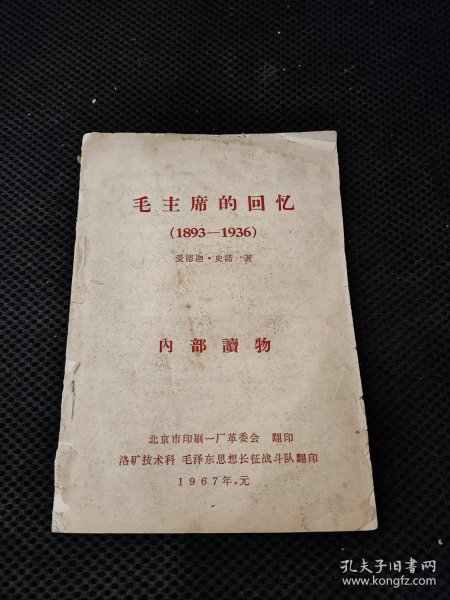 毛主席的回忆
(1893—1936)
爱德迦·史諾 著
內部讀物
北京市印刷一厂革委会 翻印
洛矿技术科 毛泽东思想长征战斗队翻印
1967年.元
孔夫子旧书网
www.kongfz.com